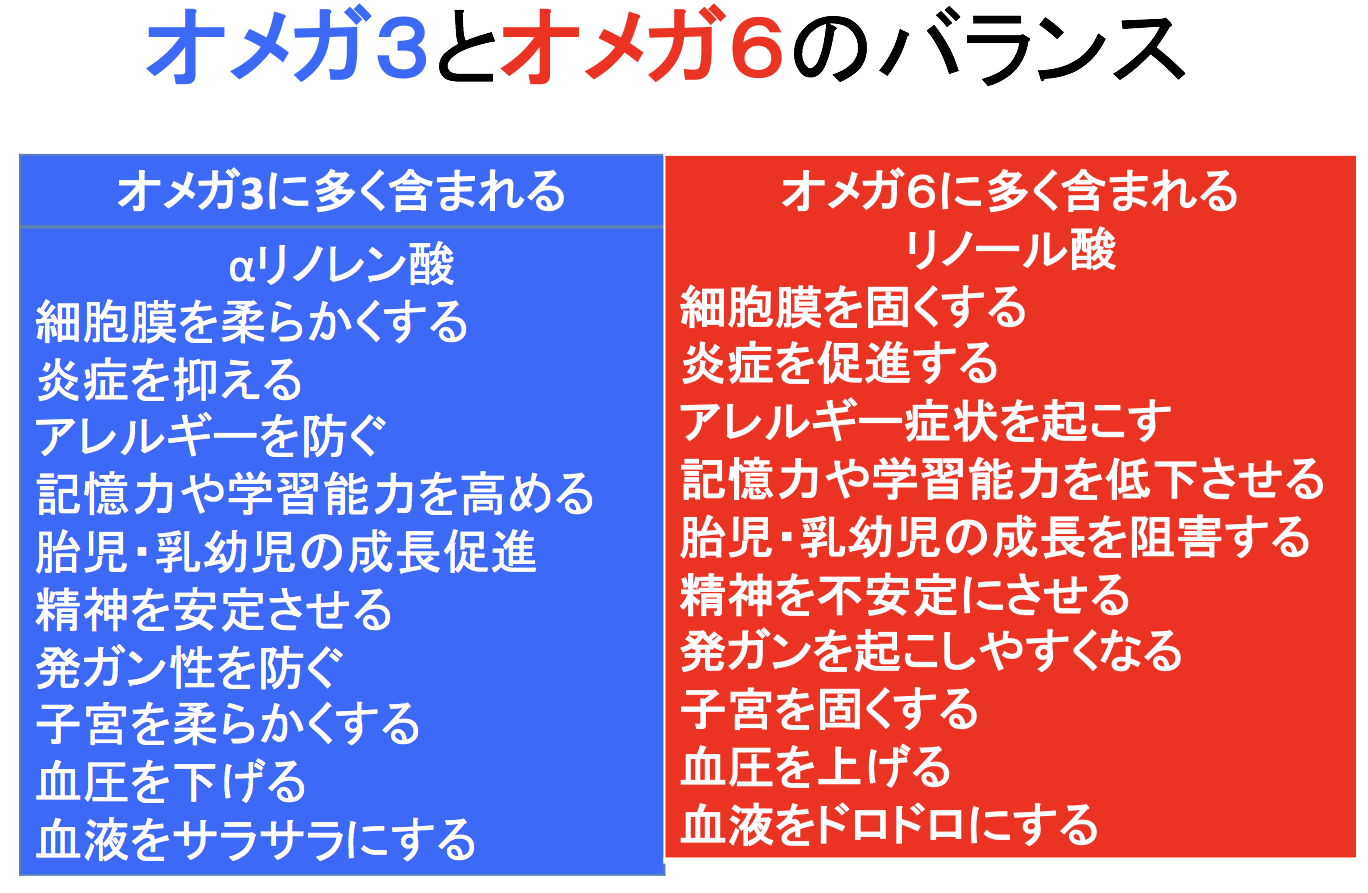 オメガ３とオメガ６のバランス
オメガ3に多く含まれる
αリノレン酸
細胞膜を柔らかくする
炎症を抑える
アレルギーを防ぐ
記憶力や学習能力を高める
胎児・乳幼児の成長促進
精神を安定させる
発ガン性を防ぐ
子宮を柔らかくする
血圧を下げる
血液をサラサラにする
オメガ６に多く含まれる
リノール酸
細胞膜を固くする
炎症を促進する
アレルギー症状を起こす
記憶力や学習能力を低下させる
胎児・乳幼児の成長を阻害する
精神を不安定にさせる
発ガンを起こしやすくなる
子宮を固くする
血圧を上げる
血液をドロドロにする